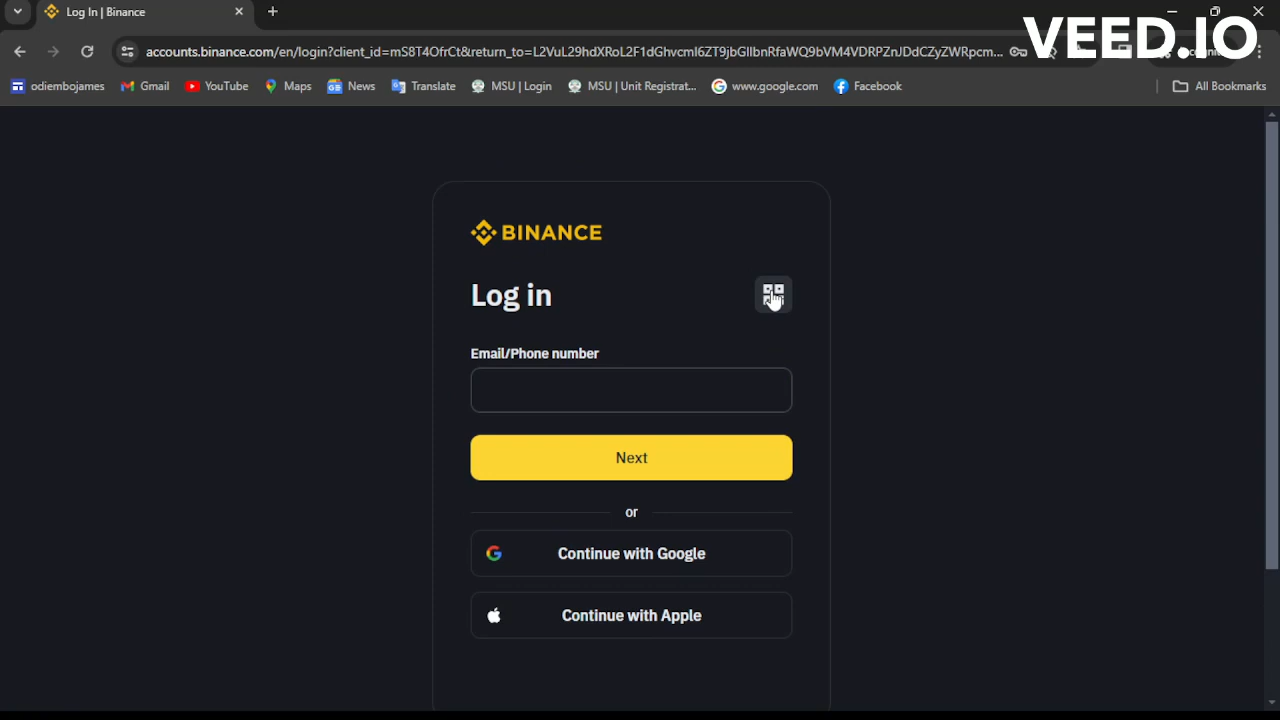 Log In | Binance
VEED.IO
accounts.binance.com/en/login?client_id=mS8T4OfrCt&return_to=
odiembojames
Gmail
YouTube
Maps
News
Translate
MSU | Login
MSU | Unit Registrat...
www.google.com
Facebook
All Bookmarks
BINANCE
Log in
Email/Phone number
Next
or
Continue with Google
Continue with Apple